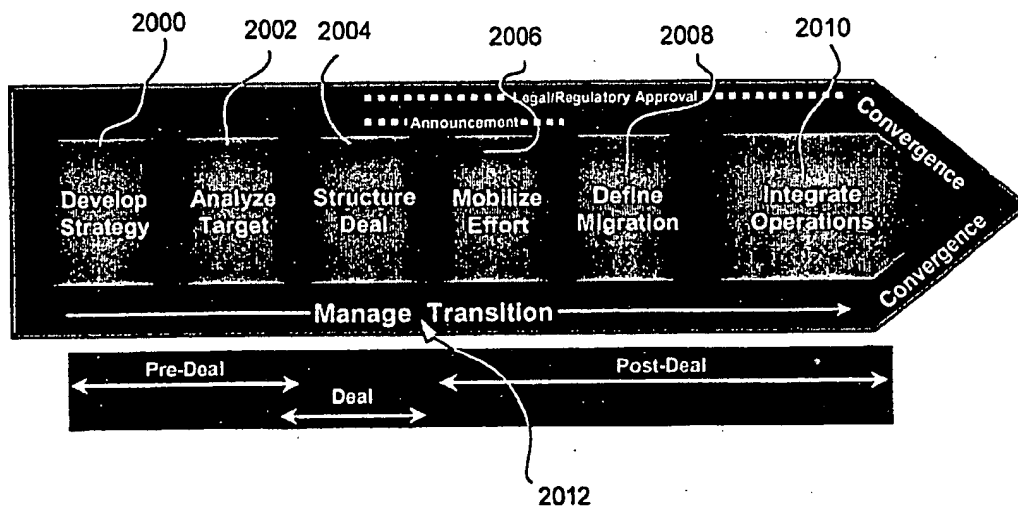 2000
2002
2004
2006
2008
2010
Legal/Regulatory Approval
Announcement
Develop
Strategy
Analyze
Target
Structure
Deal
Mobilize
Effort
Define
Migration
Integrate
Operations
Convergence
Convergence
Manage Transition
Pre-Deal
Deal
Post-Deal
2012